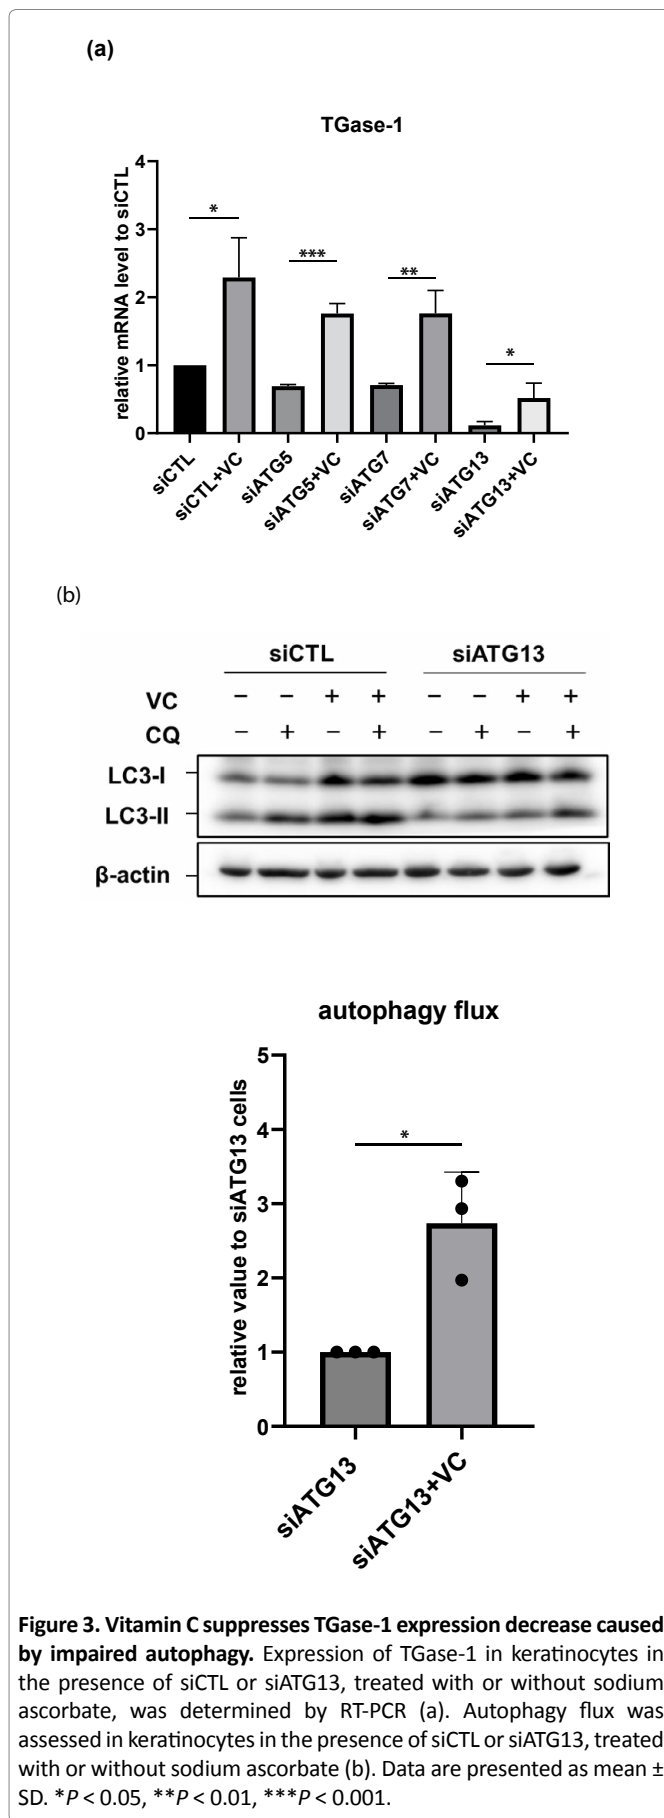 (a)
TGase-1
relative mRNA level to siCTL
4
3
2
1
0
*
***
**
*
siCTL
siCTL+VC
siATG5
siATG5+VC
siATG7
siATG7+VC
siATG13
siATG13+VC
(b)
siCTL siATG13
VC − − + + − − + +
CQ − + − + − + − +
LC3-I
LC3-II
β-actin
autophagy flux
relative value to siATG13 cells
5
4
3
2
1
0
*
siATG13
siATG13+VC
Figure 3. Vitamin C suppresses TGase-1 expression decrease caused
by impaired autophagy. Expression of TGase-1 in keratinocytes in
the presence of siCTL or siATG13, treated with or without sodium
ascorbate, was determined by RT-PCR (a). Autophagy flux was
assessed in keratinocytes in the presence of siCTL or siATG13, treated
with or without sodium ascorbate (b). Data are presented as mean ±
SD. *P < 0.05, **P < 0.01, ***P < 0.001.